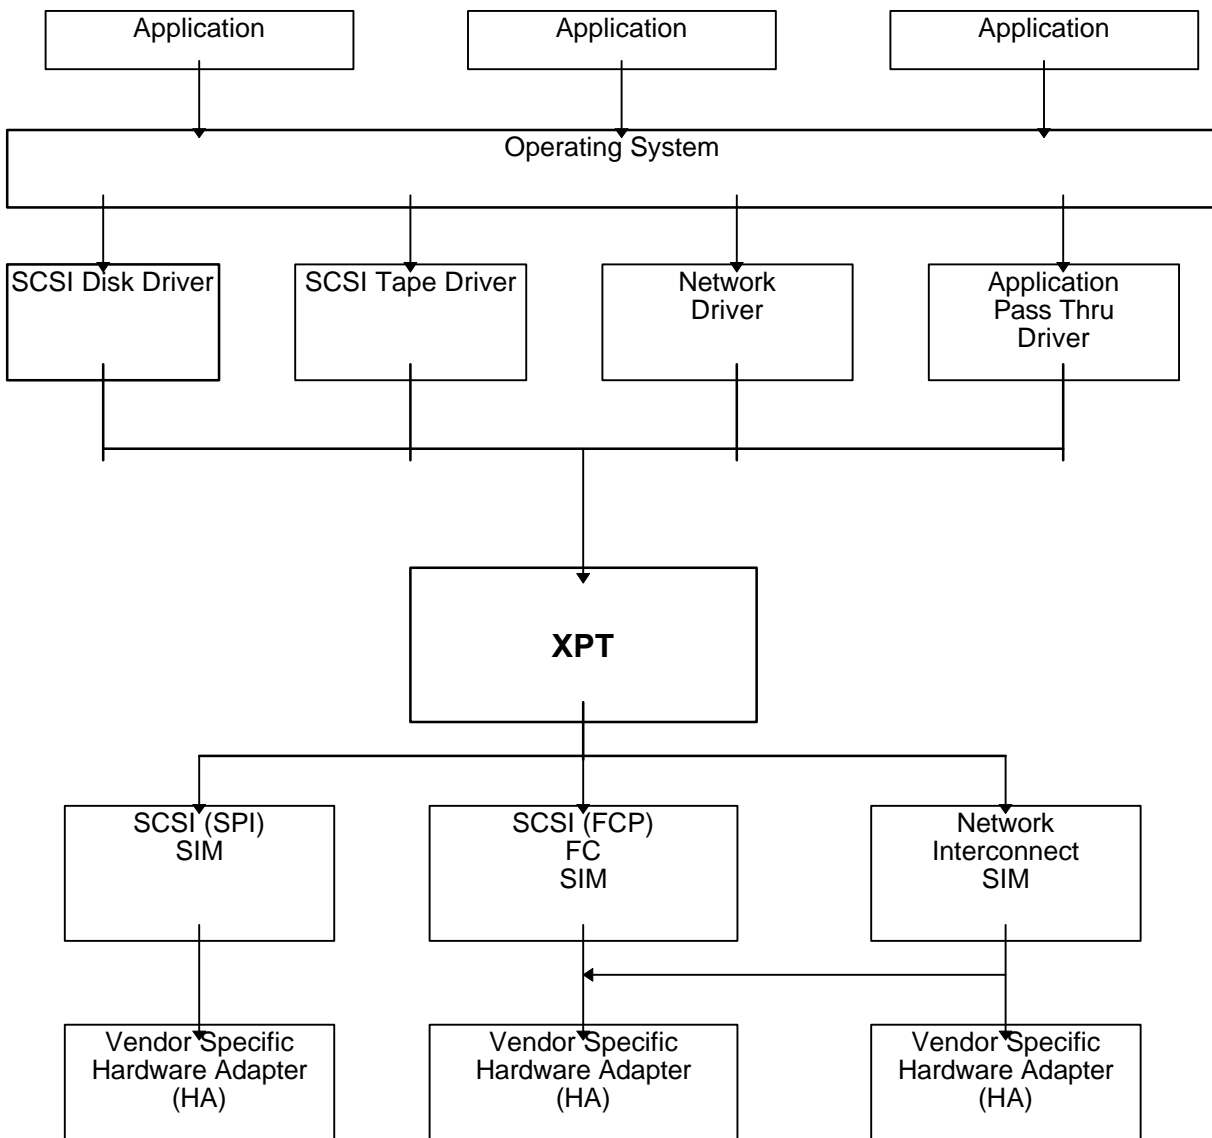 Application
Application
Application
Operating System
SCSI Disk Driver
SCSI Tape Driver
Network
Driver
Application
Pass Thru
Driver
XPT
SCSI (SPI)
SIM
SCSI (FCP)
FC
SIM
Network
Interconnect
SIM
Vendor Specific
Hardware Adapter
(HA)
Vendor Specific
Hardware Adapter
(HA)
Vendor Specific
Hardware Adapter
(HA)